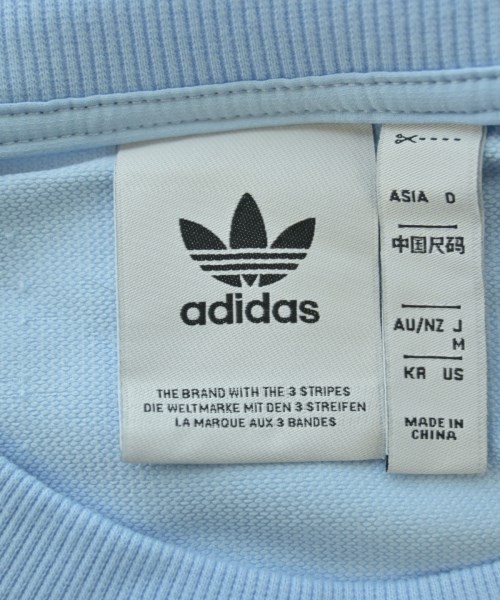 adidas
THE BRAND WITH THE 3 STRIPES
DIE WELTMARKE MIT DEN 3 STREIFEN
LA MARQUE AUX 3 BANDES
ASIA D
中国尺码
AU/NZ J
M
KR US
MADE IN
CHINA